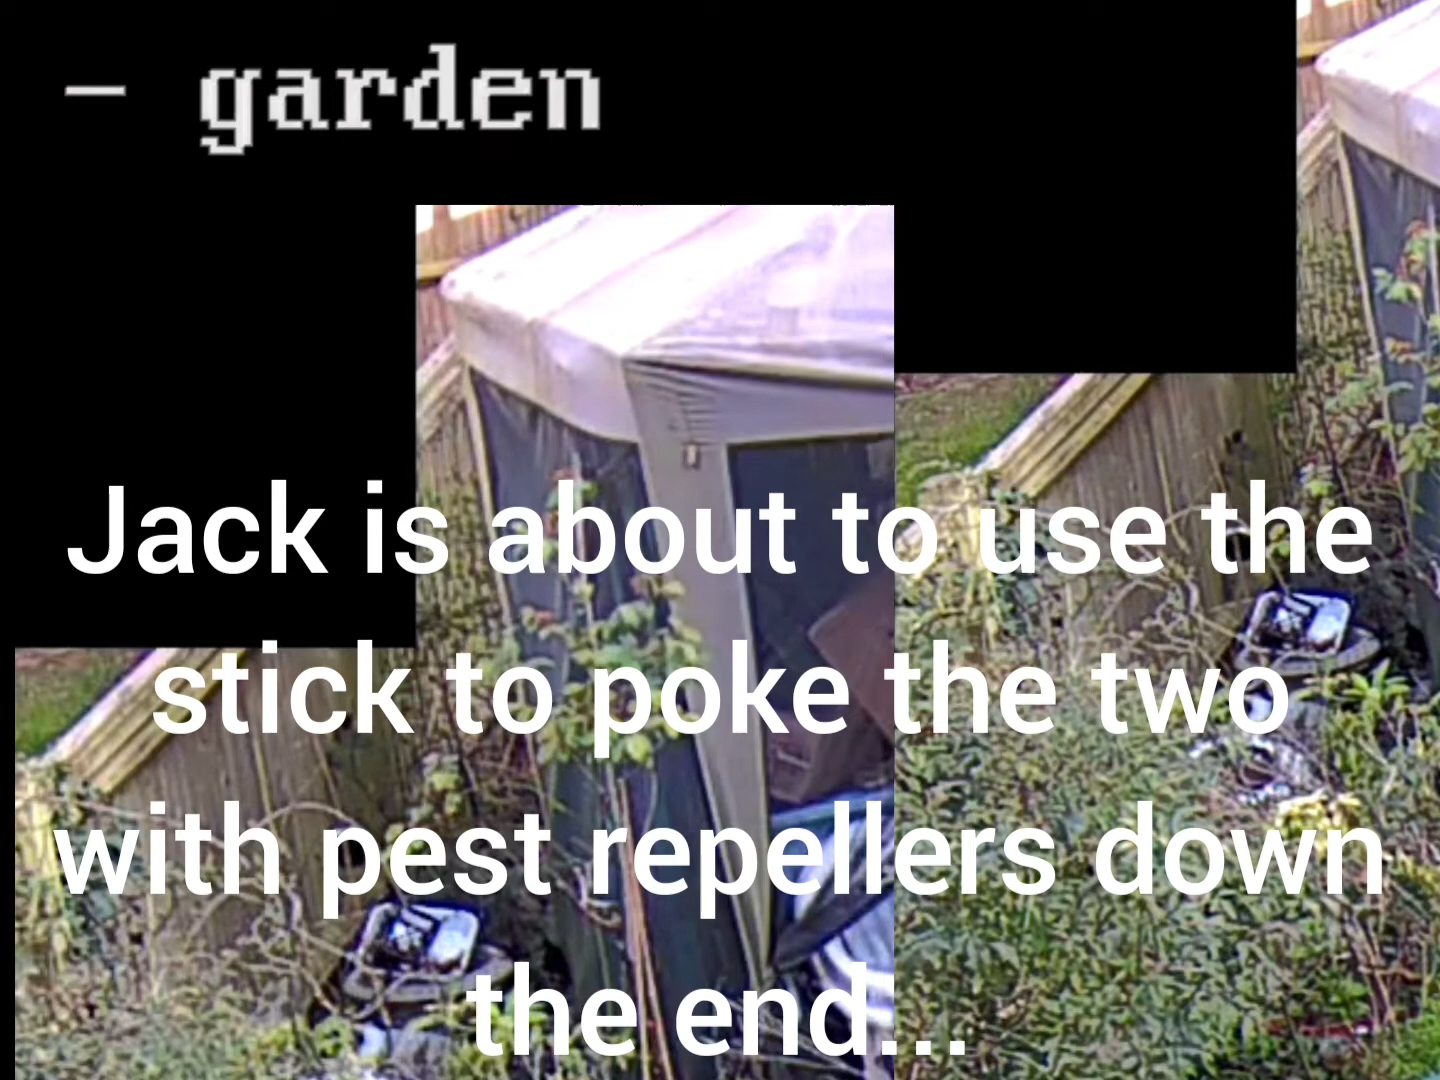 – garden
Jack is about to use the
stick to poke the two
with pest repellers down
the end...